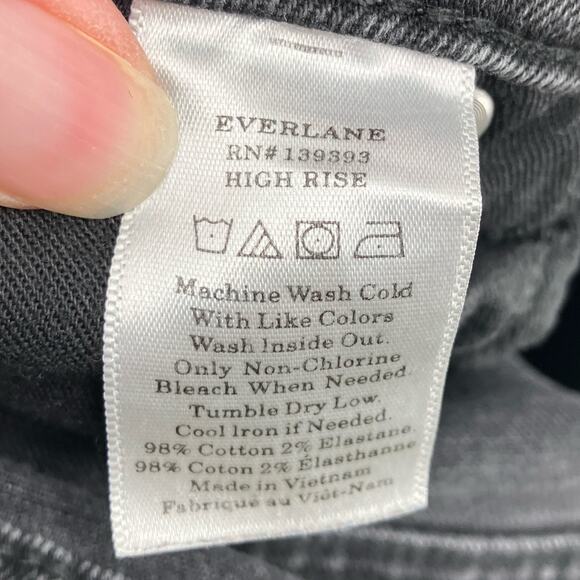 EVERLANE
RN# 139393
HIGH RISE
Machine Wash Cold
With Like Colors
Wash Inside Out.
Only Non-Chlorine
Bleach When Needed.
Tumble Dry Low.
Cool Iron if Needed.
98% Cotton 2% Elastane.
98% Coton 2% Élasthanne
Made in Vietnam
Fabriqué au Viêt-Nam